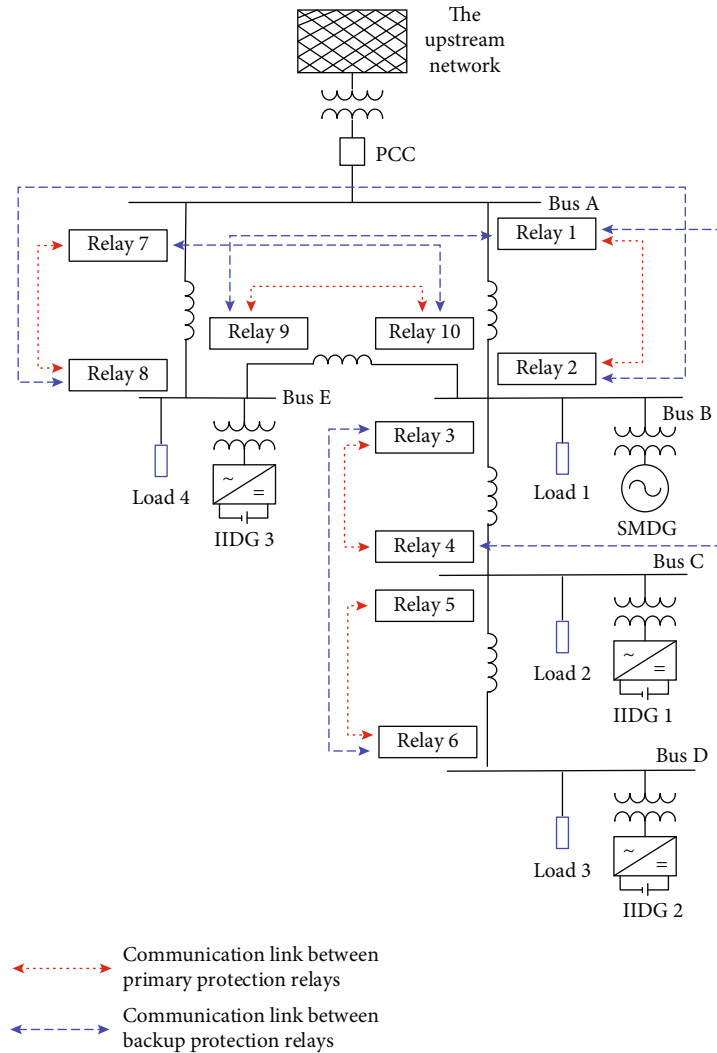 The
upstream
network
PCC
Bus A
Relay 7
Relay 1
Relay 9
Relay 10
Relay 8
Relay 2
Bus E
Bus B
Relay 3
Load 4
~
=
IIDG 3
Load 1
SMDG
Relay 4
Bus C
Relay 5
Load 2
~
=
IIDG 1
Relay 6
Bus D
Load 3
~
=
IIDG 2
Communication link between
primary protection relays
Communication link between
backup protection relays